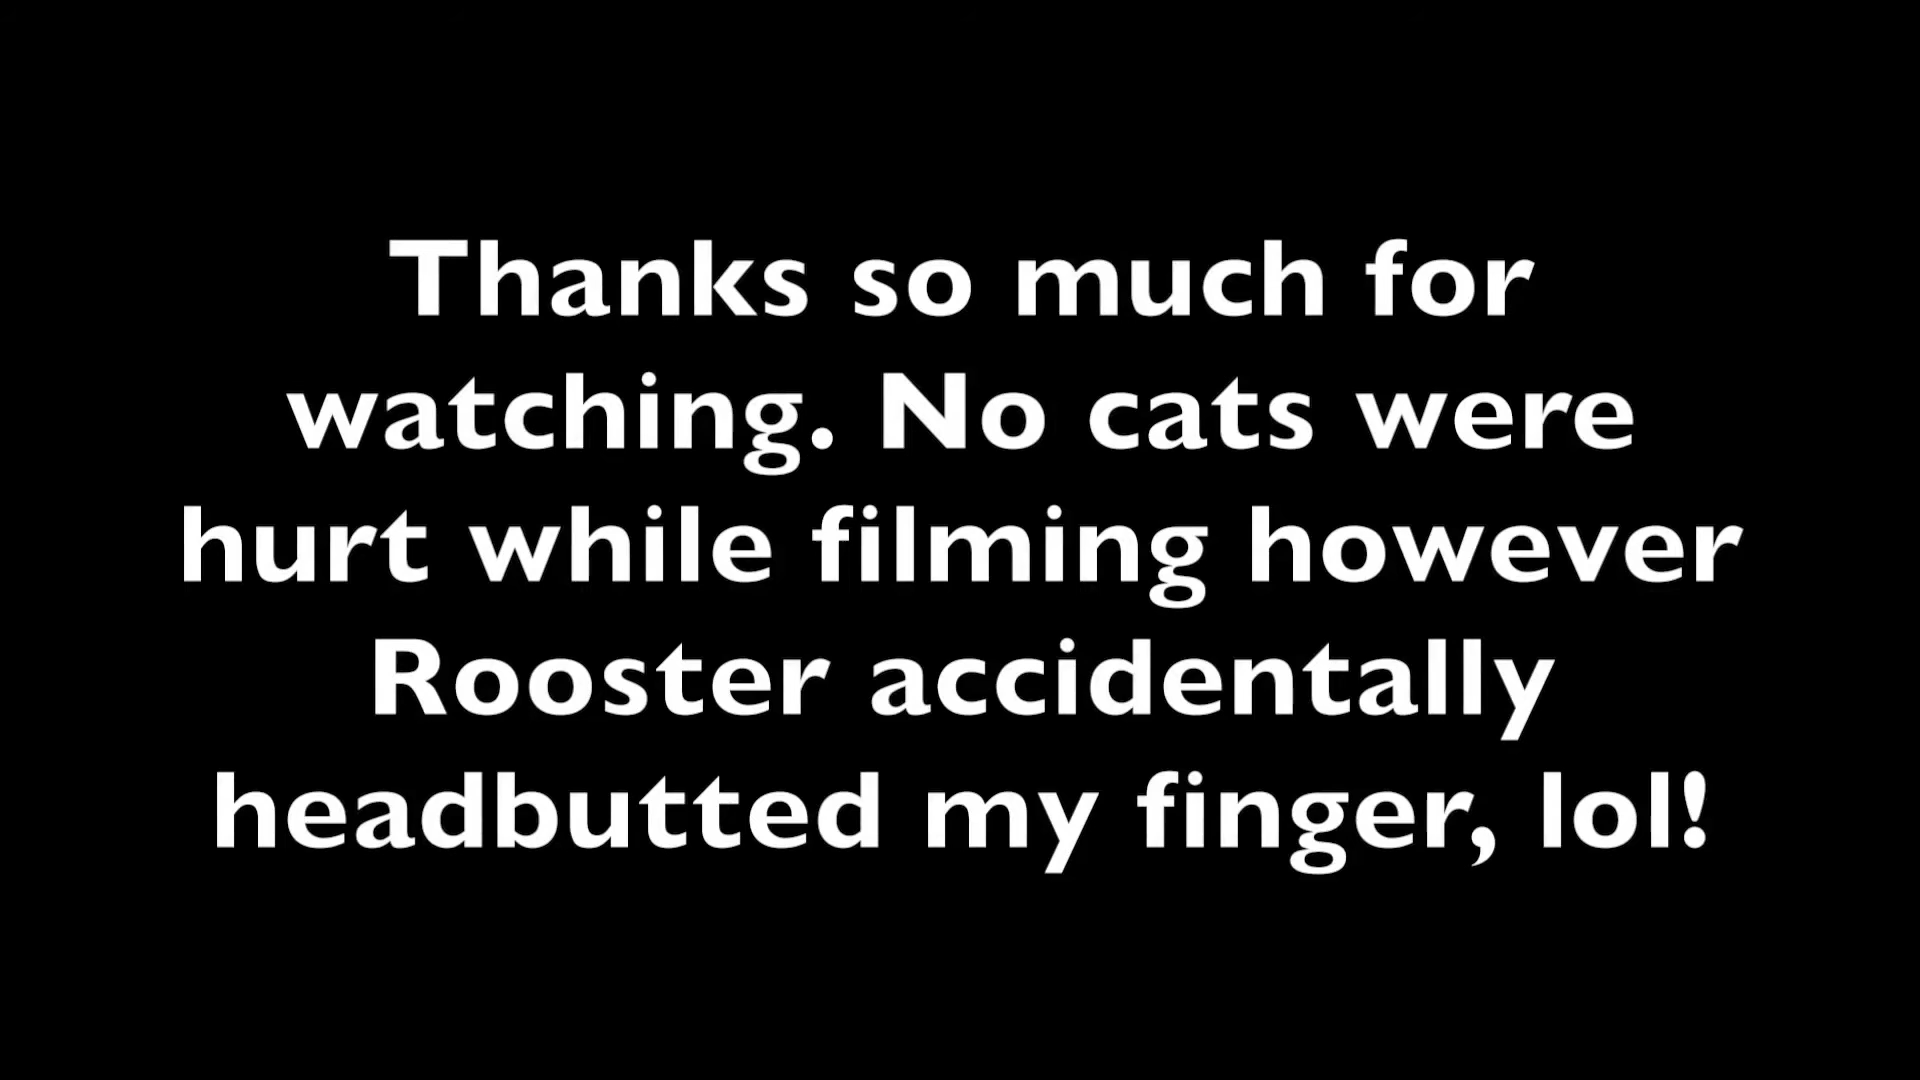 Thanks so much for
watching. No cats were
hurt while filming however
Rooster accidentally
headbutted my finger, lol!